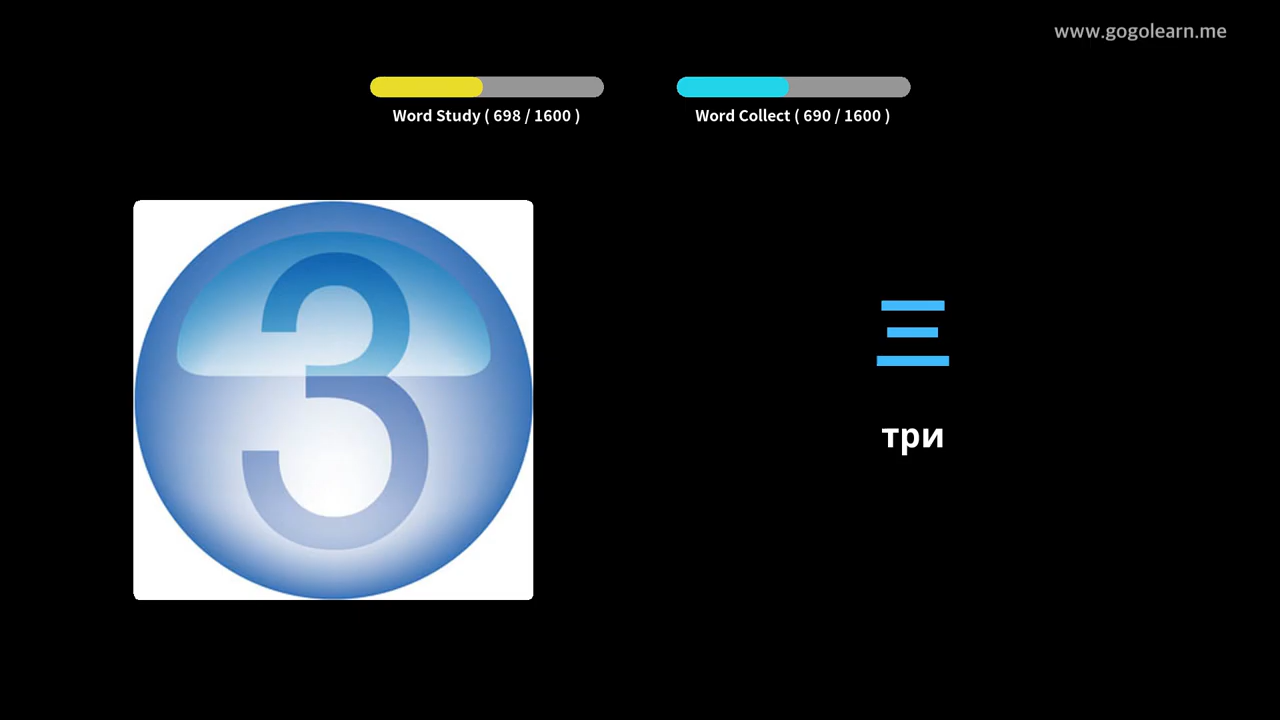 www.gogolearn.me
Word Study ( 698 / 1600 )
Word Collect ( 690 / 1600 )
3
三
три